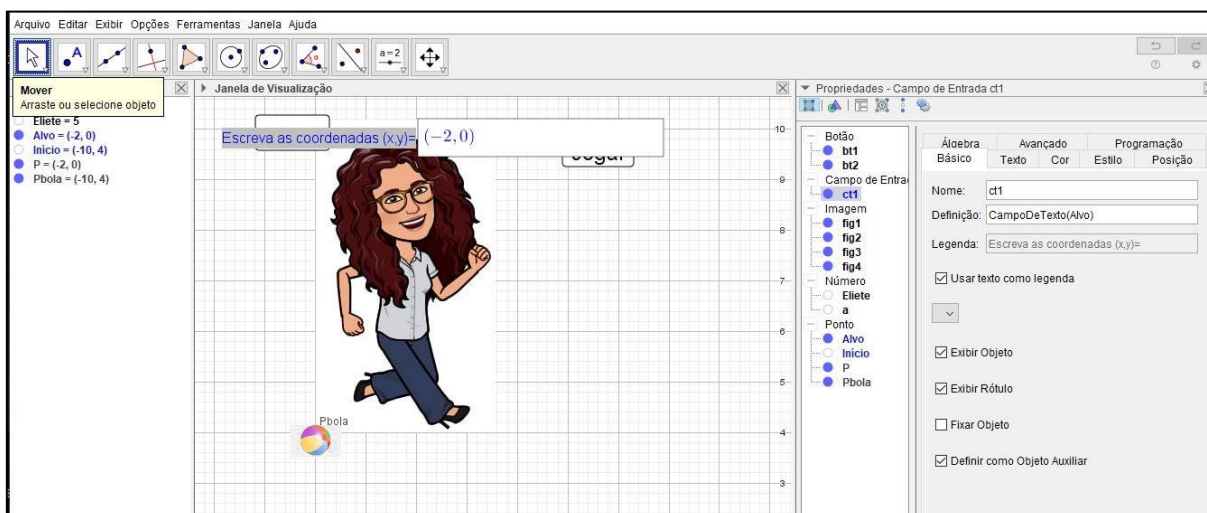 Arquivo Editar Exibir Opções Ferramentas Janela Ajuda
A
a=2
Mover
Arraste ou selecione objeto
Eliete = 5
Alvo = (-2, 0)
Início = (-10, 4)
P = (-2, 0)
Pbola = (-10, 4)
Janela de Visualização
Escreva as coordenadas (x,y)= (−2,0)
Jogar
Pbola
10
9
8
7
6
5
4
3
Propriedades - Campo de Entrada ct1
Botão
bt1
bt2
Campo de Entra
ct1
Imagem
fig1
fig2
fig3
fig4
Número
Eliete
a
Ponto
Alvo
Início
P
Pbola
Álgebra Avançado Programação
Básico Texto Cor Estilo Posição
Nome: ct1
Definição: CampoDeTexto(Alvo)
Legenda: Escreva as coordenadas (x,y)=
Usar texto como legenda
Exibir Objeto
Exibir Rótulo
Fixar Objeto
Definir como Objeto Auxiliar